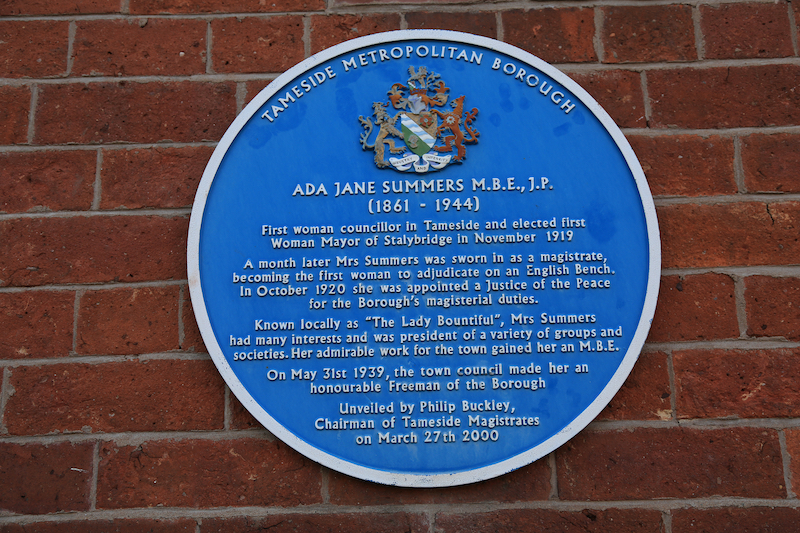 TAMESIDE METROPOLITAN BOROUGH
ADA JANE SUMMERS M.B.E., J.P.
(1861 - 1944)
First woman councillor in Tameside and elected first
Woman Mayor of Stalybridge in November 1919
A month later Mrs Summers was sworn in as a magistrate,
becoming the first woman to adjudicate on an English Bench.
In October 1920 she was appointed a Justice of the Peace
for the Borough's magisterial duties.
Known locally as "The Lady Bountiful", Mrs Summers
had many interests and was president of a variety of groups and
societies. Her admirable work for the town gained her an M.B.E.
On May 31st 1939, the town council made her an
honourable Freeman of the Borough
Unveiled by Philip Buckley,
Chairman of Tameside Magistrates
on March 27th 2000